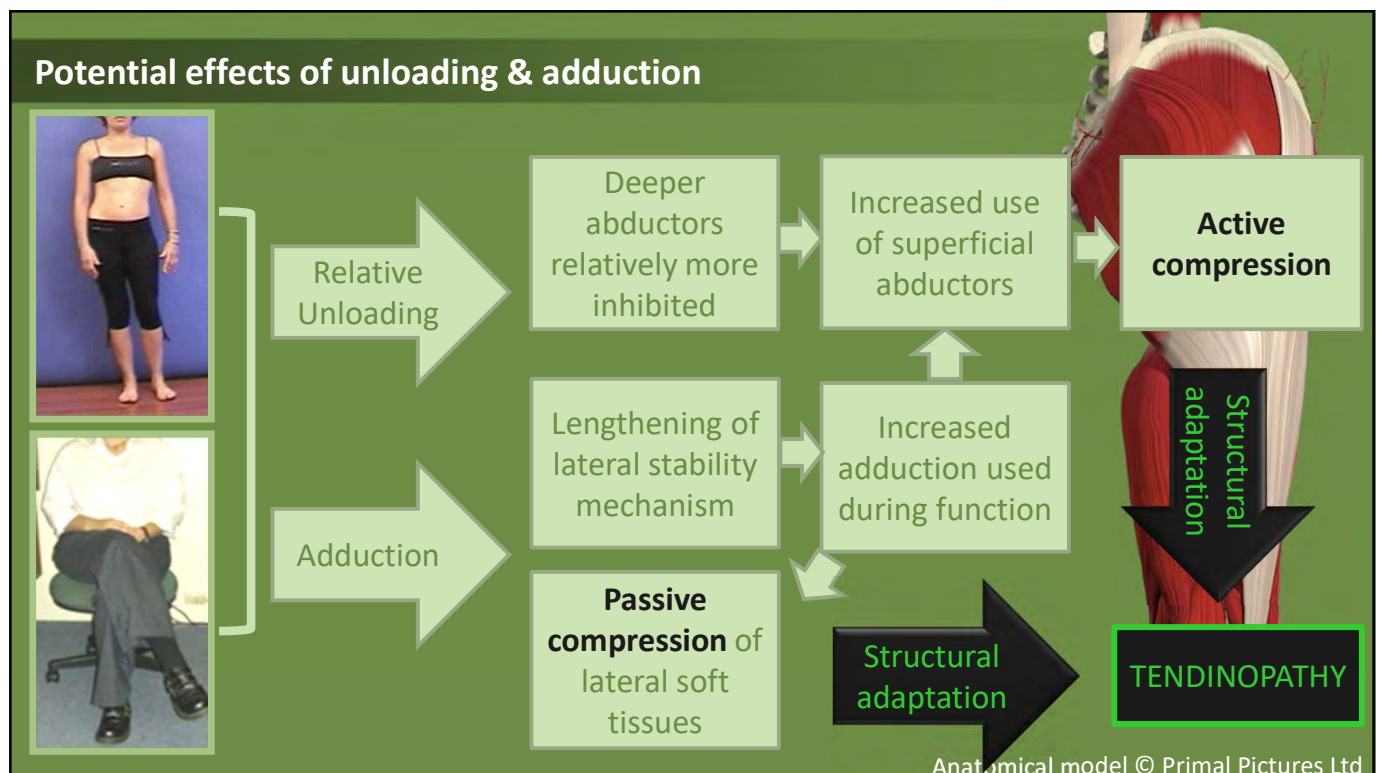 Potential effects of unloading & adduction
Relative
Unloading
Deeper
abductors
relatively more
inhibited
Increased use
of superficial
abductors
Active
compression
Adduction
Lengthening of
lateral stability
mechanism
Increased
adduction used
during function
Structural
adaptation
Passive
compression of
lateral soft
tissues
Structural
adaptation
TENDINOPATHY
Anatomical model © Primal Pictures Ltd